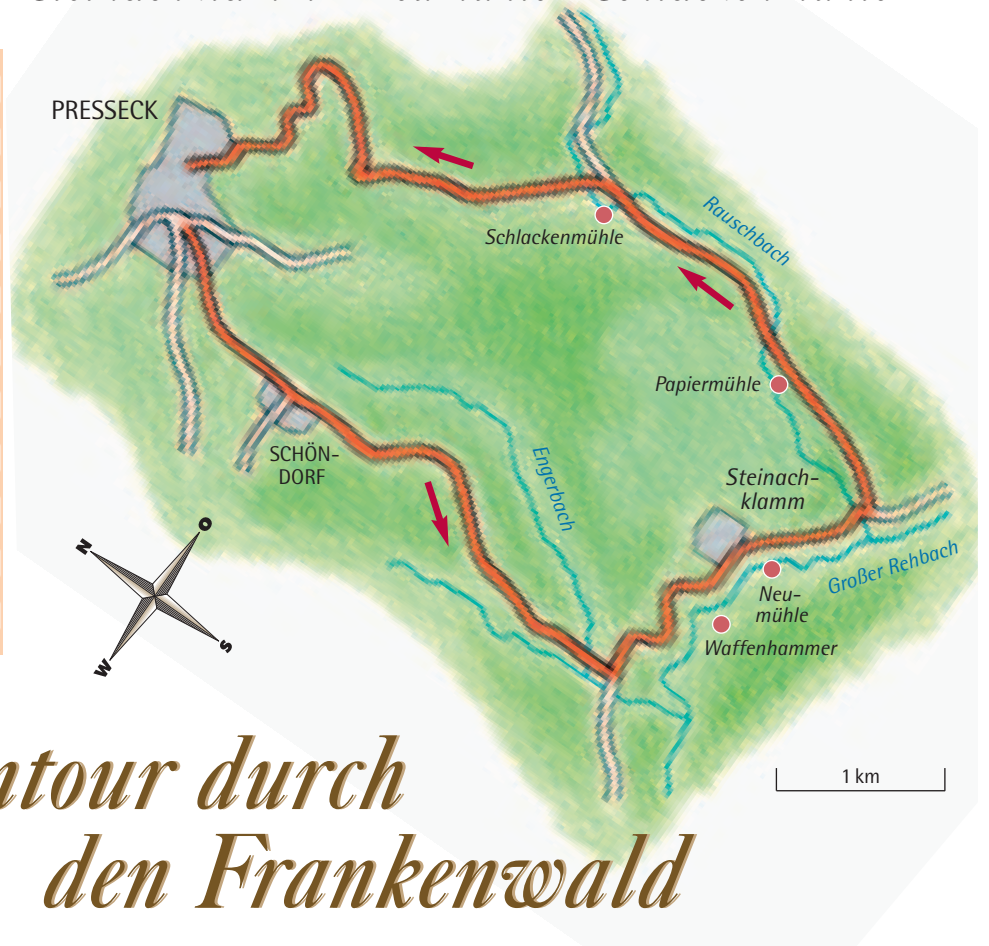 PRESSECK
Rauschbach
Schlackenmühle
Papiermühle
SCHÖN-
DORF
Engerbach
Steinach-
klamm
Großer Rehbach
Neu-
mühle
Waffenhammer
N
O
W
S
1 km
durch
den Frankenwald